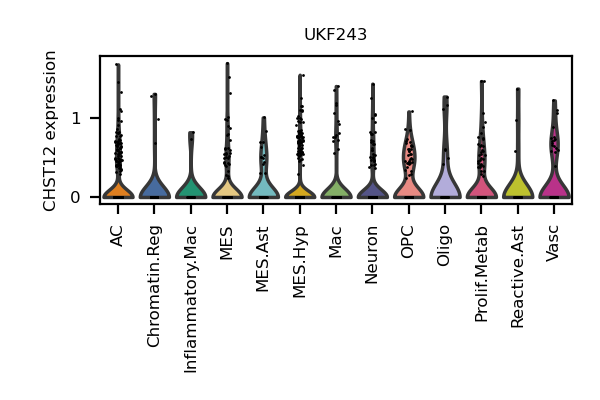 UKF243
CHST12 expression
1
0
AC
Chromatin.Reg
Inflammatory.Mac
MES
MES.Ast
MES.Hyp
Mac
Neuron
OPC
Oligo
Prolif.Metab
Reactive.Ast
Vasc